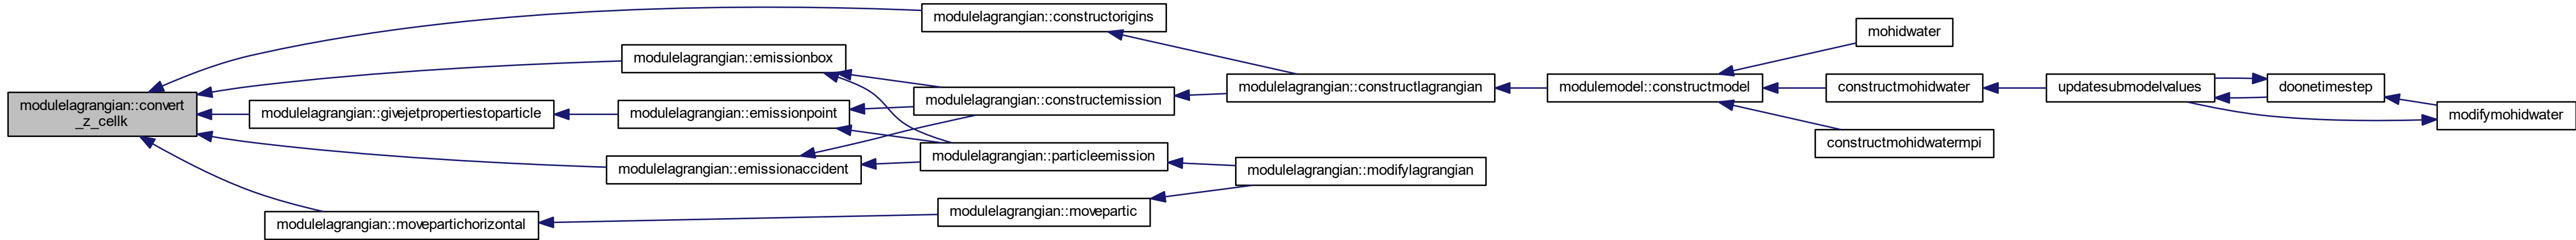 modulelagrangian::convert
_z_cellk
modulelagrangian::constructorigins
modulelagrangian::emissionbox
modulelagrangian::givejetpropertiestoparticle
modulelagrangian::emissionpoint
modulelagrangian::emissionaccident
modulelagrangian::movepartichorizontal
modulelagrangian::constructemission
modulelagrangian::particleemission
modulelagrangian::movepartic
modulelagrangian::constructlagrangian
modulelagrangian::modifylagrangian
modulemodel::constructmodel
mohidwater
constructmohidwater
constructmohidwatermpi
updatesubmodelvalues
doonetimestep
modifymohidwater